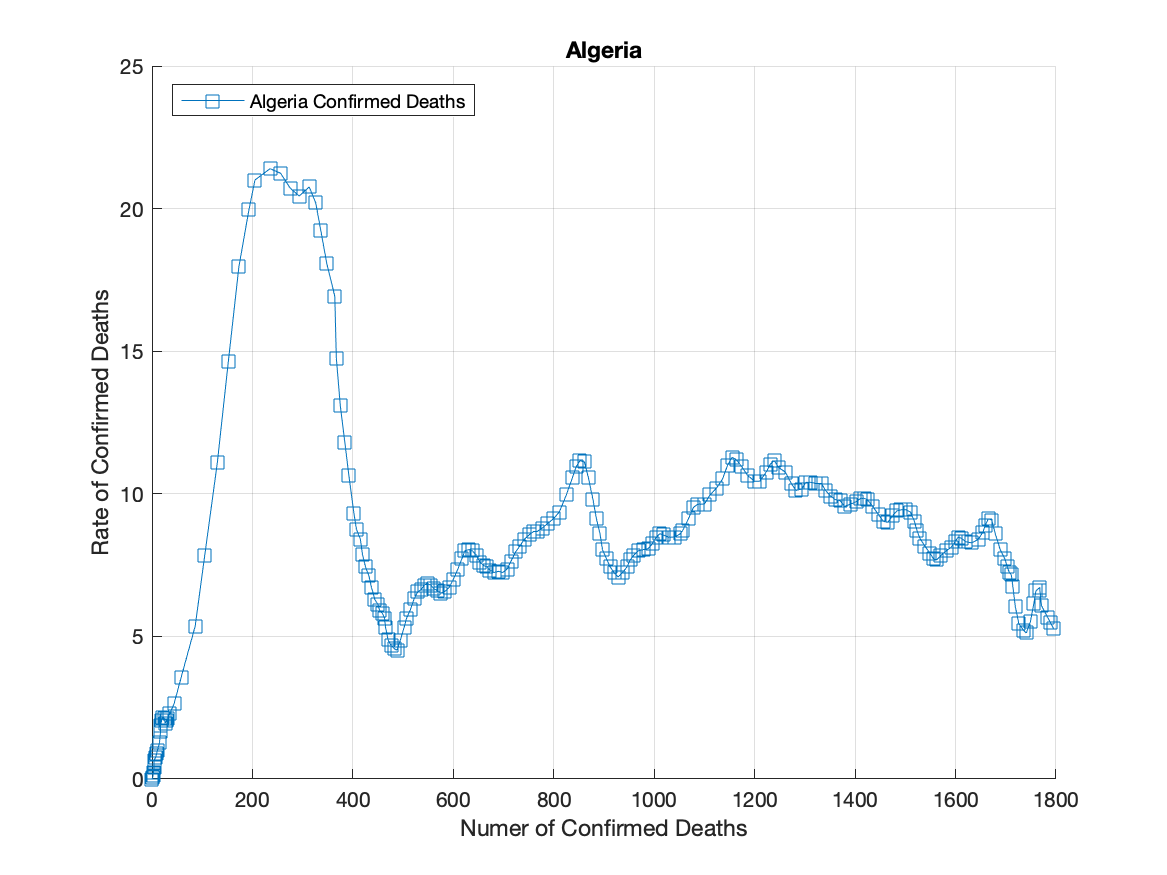 Algeria
25
Algeria Confirmed Deaths
20
15
10
5
0
Rate of Confirmed Deaths
0 200 400 600 800 1000 1200 1400 1600 1800
Numer of Confirmed Deaths